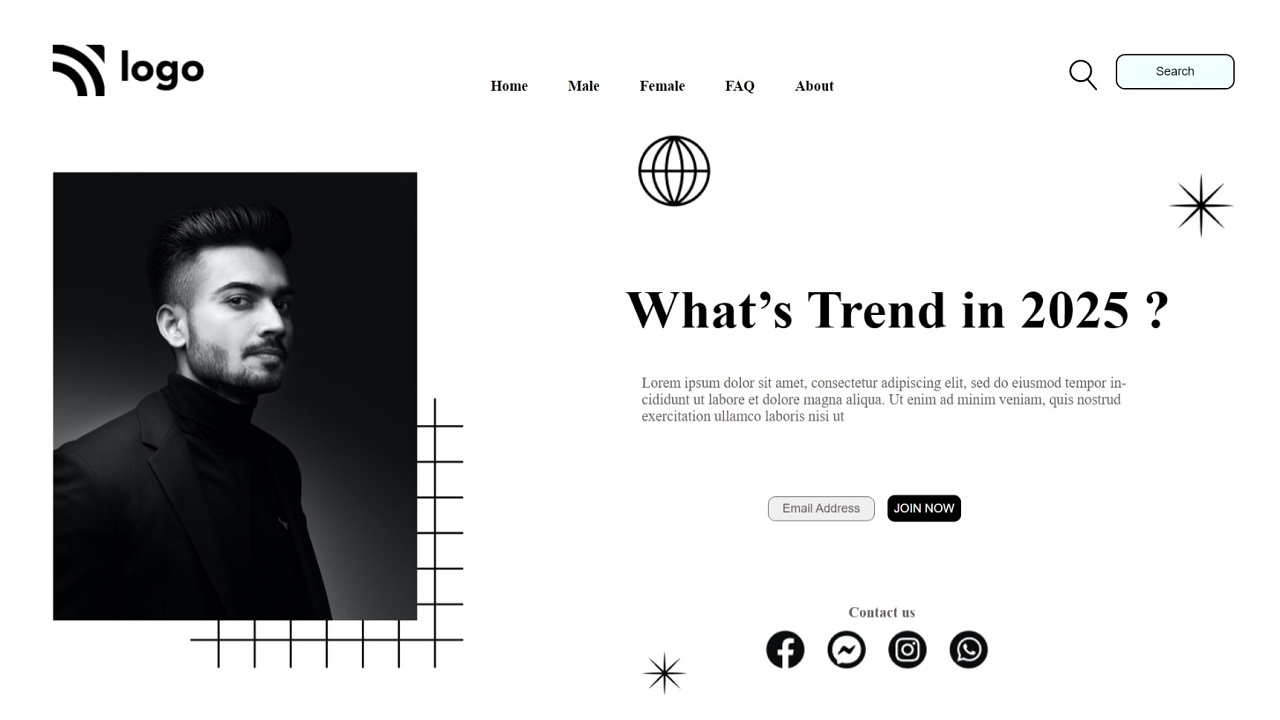 logo
Home Male Female FAQ About
Search
What’s Trend in 2025 ?
Lorem ipsum dolor sit amet, consectetur adipiscing elit, sed do eiusmod tempor in-
cididunt ut labore et dolore magna aliqua. Ut enim ad minim veniam, quis nostrud
exercitation ullamco laboris nisi ut
Email Address JOIN NOW
Contact us